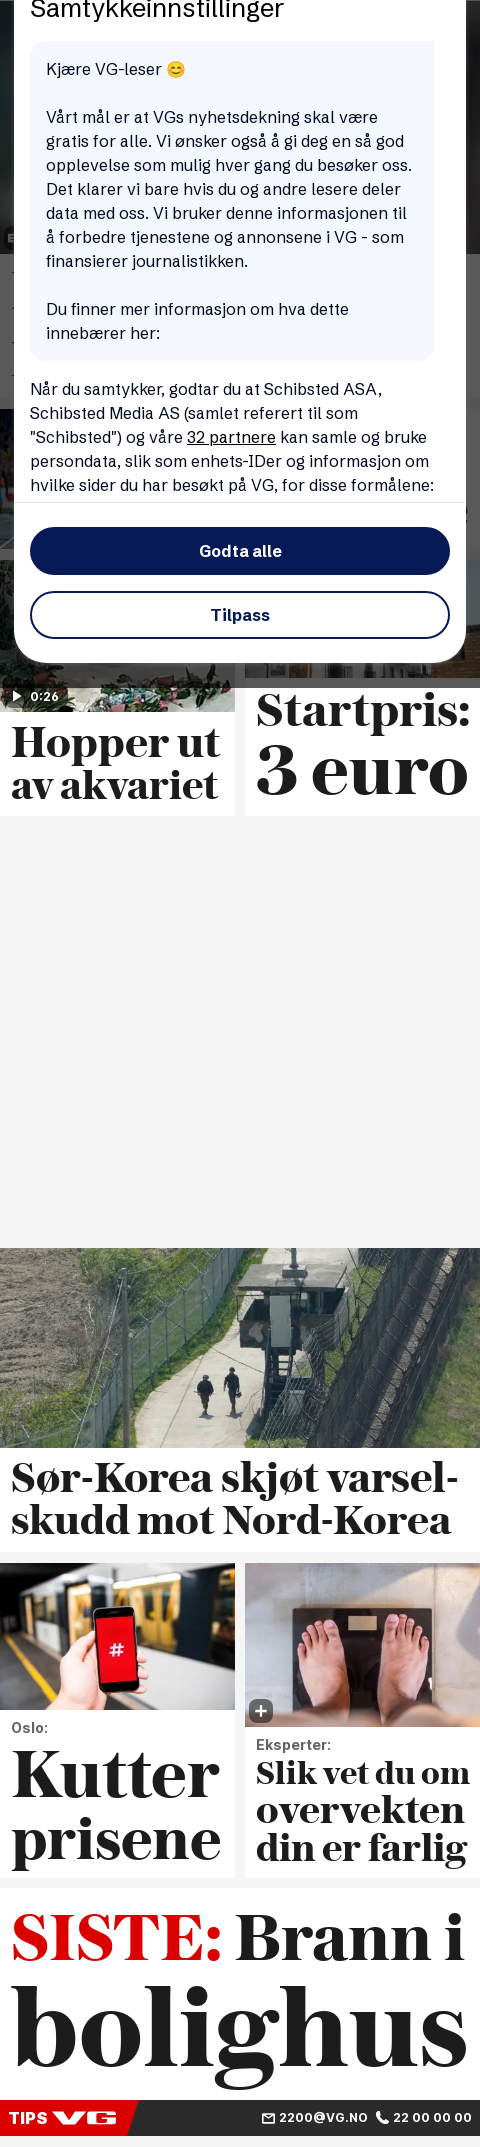 Samtykkeinnstillinger
Kjære VG-leser 😊
Vårt mål er at VGs nyhetsdekning skal være
gratis for alle. Vi ønsker også å gi deg en så god
opplevelse som mulig hver gang du besøker oss.
Det klarer vi bare hvis du og andre lesere deler
data med oss. Vi bruker denne informasjonen til
å forbedre tjenestene og annonsene i VG - som
finansierer journalistikken.
Du finner mer informasjon om hva dette
innebærer her:
Når du samtykker, godtar du at Schibsted ASA,
Schibsted Media AS (samlet referert til som
"Schibsted") og våre 32 partnere kan samle og bruke
persondata, slik som enhets-IDer og informasjon om
hvilke sider du har besøkt på VG, for disse formålene:
Godta alle
Tilpass
0:26
Hopper ut
av akvariet
Startpris:
3 euro
Sør-Korea skjøt varsel-
skudd mot Nord-Korea
#
Oslo:
Kutter
prisene
Eksperter:
Slik vet du om
overvekten
din er farlig
SISTE: Brann i
bolighus
TIPS VG
2200@VG.NO 22 00 00 00